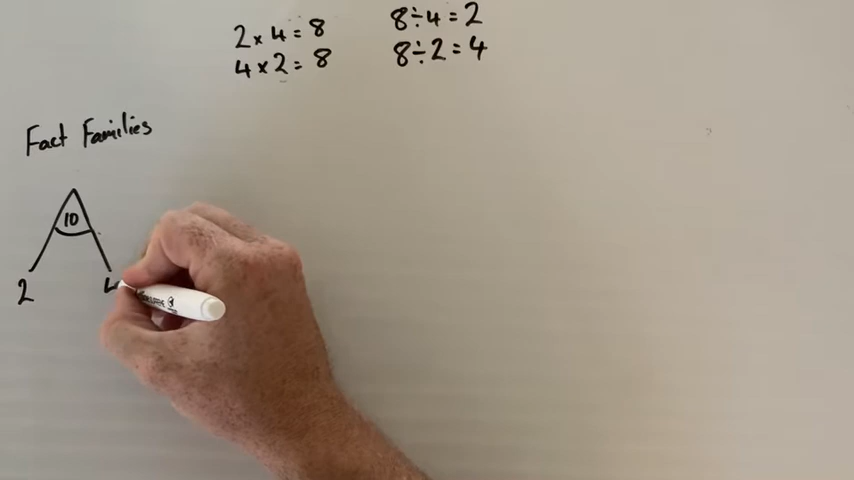 2 × 4 = 8
4 × 2 = 8
8 ÷ 4 = 2
8 ÷ 2 = 4
Fact Families
10
2